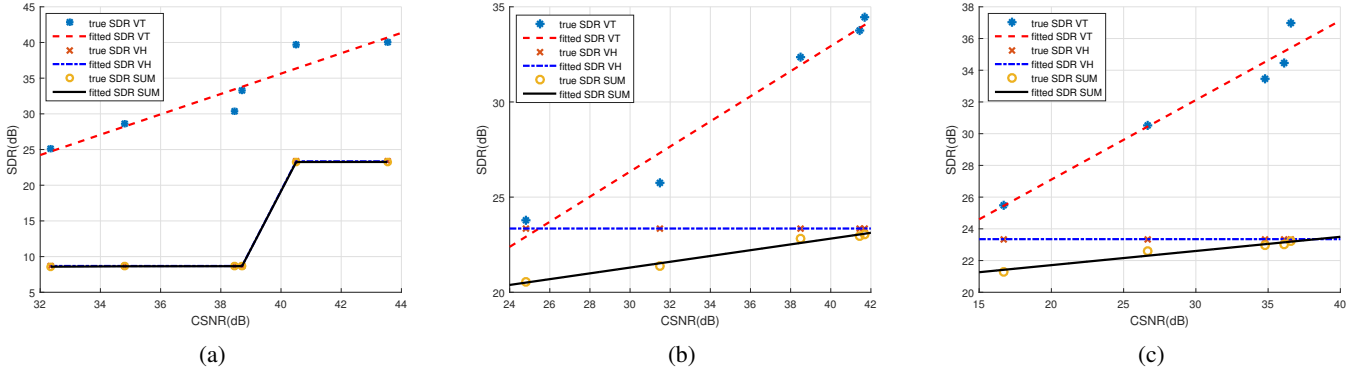 45
40
35
30
25
20
15
10
5
32
34
36
38
40
42
44
SDR(dB)
CSNR(dB)
true SDR VT
fitted SDR VT
true SDR VH
fitted SDR VH
true SDR SUM
fitted SDR SUM
(a)
35
30
25
20
24
26
28
30
32
34
36
38
40
42
SDR(dB)
CSNR(dB)
true SDR VT
fitted SDR VT
true SDR VH
fitted SDR VH
true SDR SUM
fitted SDR SUM
(b)
38
36
34
32
30
28
26
24
22
20
15
20
25
30
35
40
SDR(dB)
CSNR(dB)
true SDR VT
fitted SDR VT
true SDR VH
fitted SDR VH
true SDR SUM
fitted SDR SUM
(c)